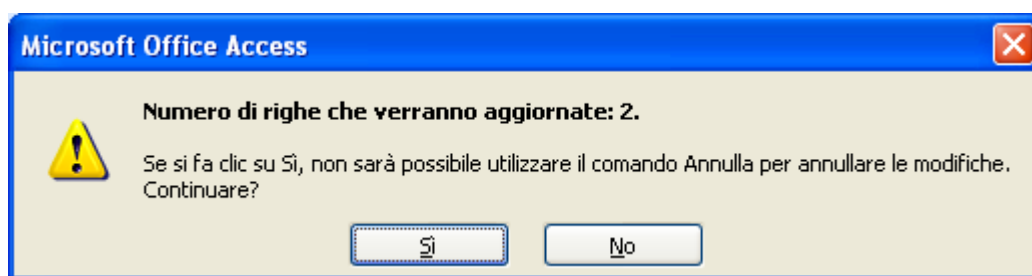 Microsoft Office Access
Numero di righe che verranno aggiornate: 2.
Se si fa clic su Sì, non sarà possibile utilizzare il comando Annulla per annullare le modifiche.
Continuare?
Sì
No